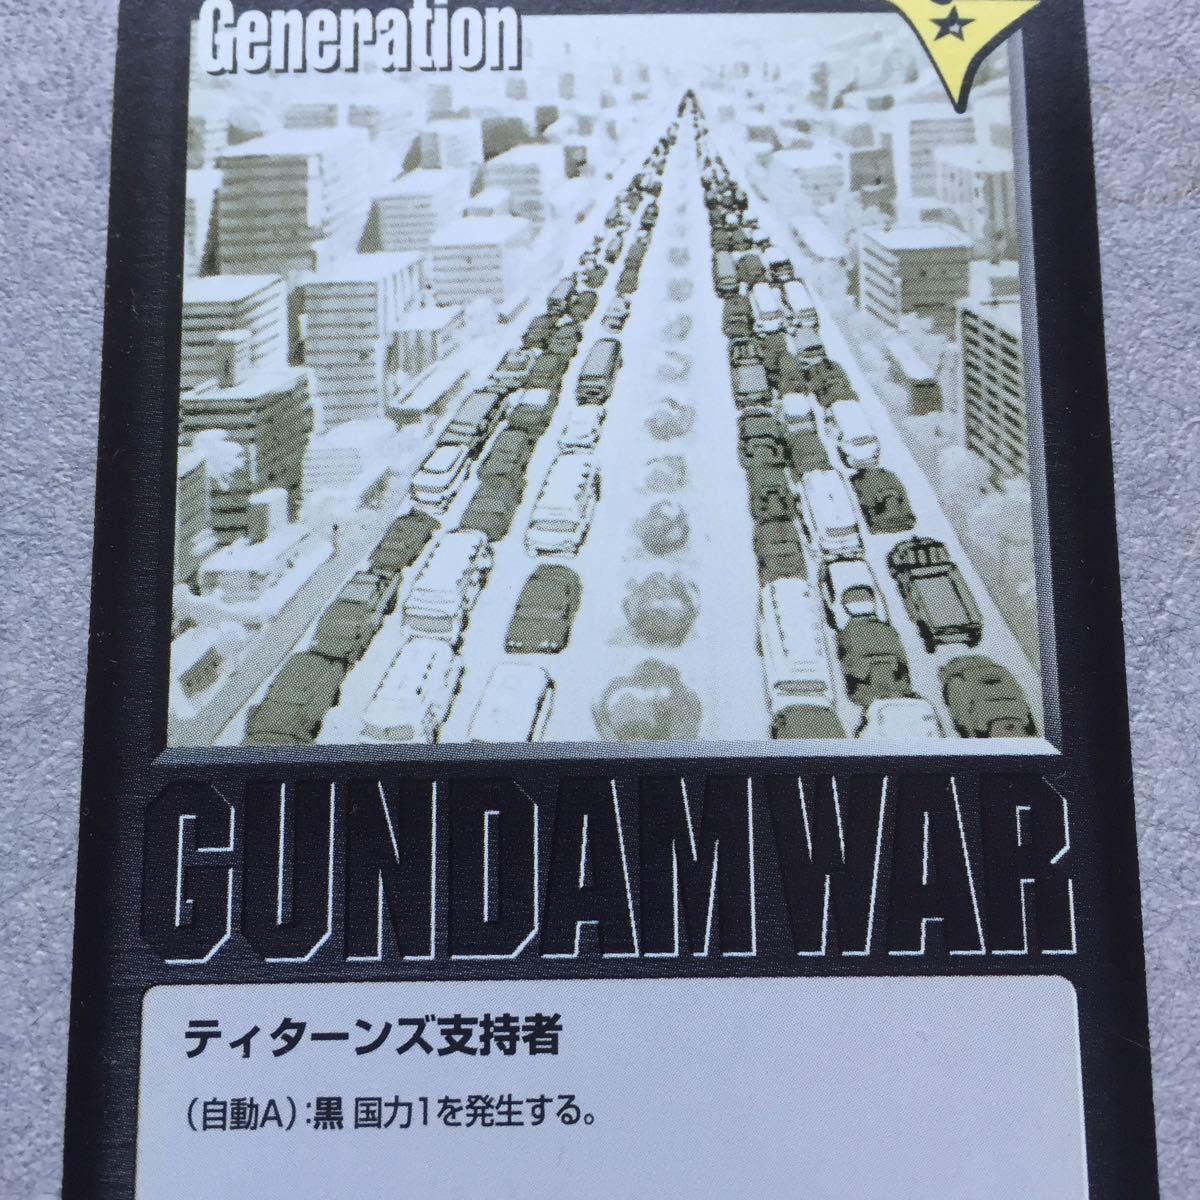 Generation
GUNDAM WAR
ティターンズ支持者
(自動A):黒 国力1を発生する。